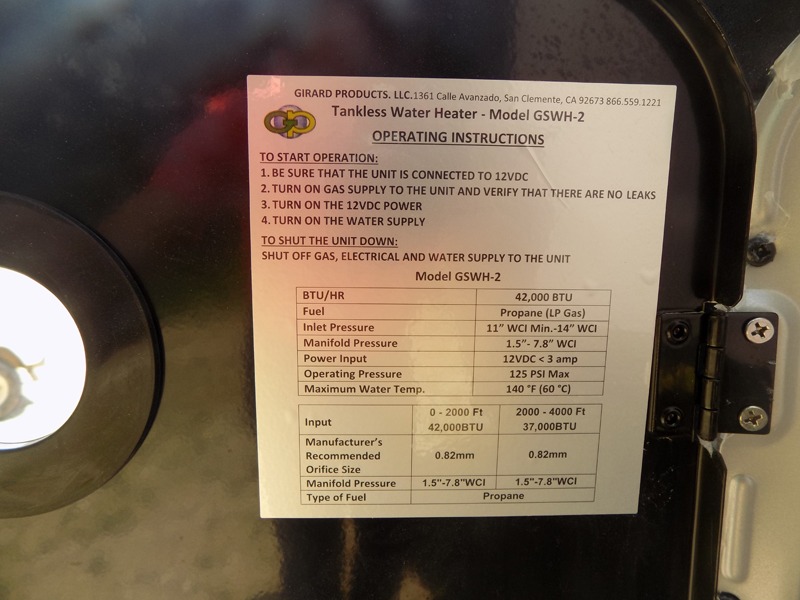 GIRARD PRODUCTS. LLC.1361 Calle Avanzado, San Clemente, CA 92673 866.559.1221
Tankless Water Heater - Model GSWH-2
OPERATING INSTRUCTIONS
TO START OPERATION:
1. BE SURE THAT THE UNIT IS CONNECTED TO 12VDC
2. TURN ON GAS SUPPLY TO THE UNIT AND VERIFY THAT THERE ARE NO LEAKS
3. TURN ON THE 12VDC POWER
4. TURN ON THE WATER SUPPLY
TO SHUT THE UNIT DOWN:
SHUT OFF GAS, ELECTRICAL AND WATER SUPPLY TO THE UNIT
Model GSWH-2
BTU/HR 42,000 BTU
Fuel Propane (LP Gas)
Inlet Pressure 11" WCI Min.-14" WCI
Manifold Pressure 1.5"- 7.8" WCI
Power Input 12VDC < 3 amp
Operating Pressure 125 PSI Max
Maximum Water Temp. 140 °F (60 °C)
Input 0 - 2000 Ft 2000 - 4000 Ft
42,000BTU 37,000BTU
Manufacturer's
Recommended 0.82mm 0.82mm
Orifice Size
Manifold Pressure 1.5"-7.8"WCI 1.5"-7.8"WCI
Type of Fuel Propane